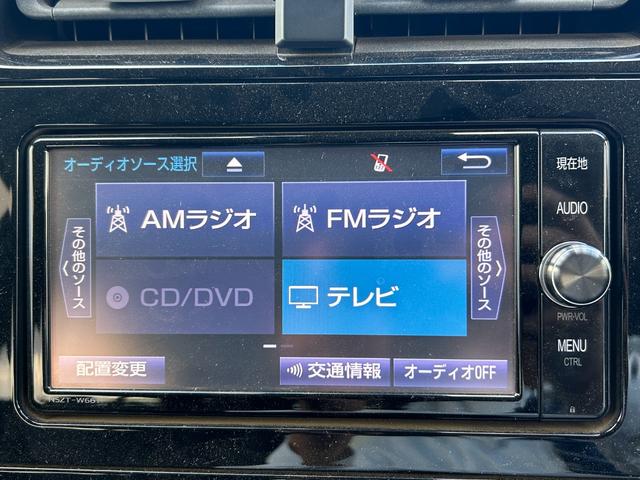 オーディオソース選択
現在地
AMラジオ
FMラジオ
AUDIO
その他のソース
その他のソース
CD/DVD
テレビ
PWR·VOL
MENU
CTRL
配置変更
交通情報
オーディオOFF